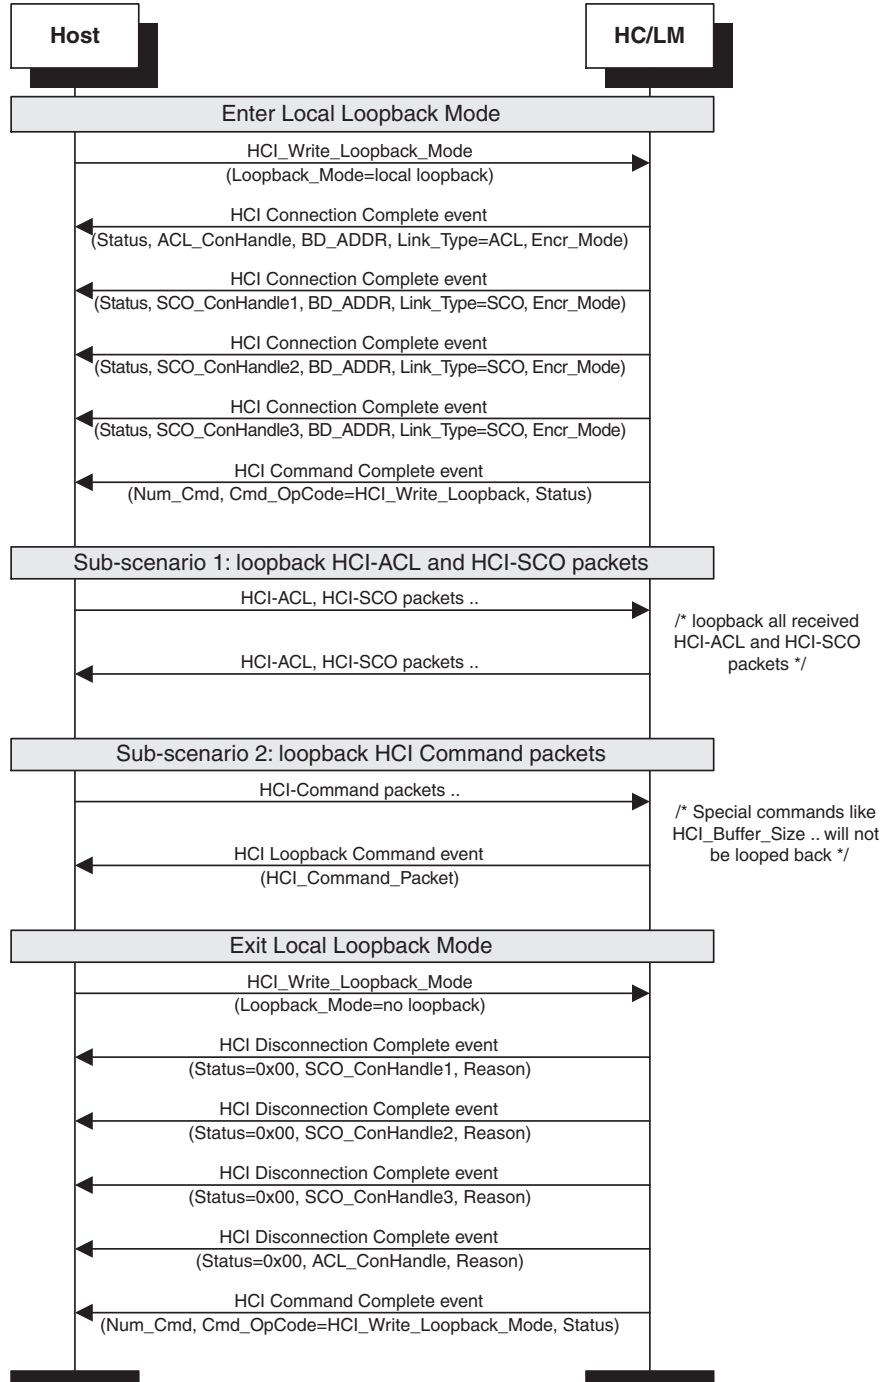 Host
HC/LM
Enter Local Loopback Mode
HCI_Write_Loopback_Mode
(Loopback_Mode=local loopback)
HCI Connection Complete event
(Status, ACL_ConHandle, BD_ADDR, Link_Type=ACL, Encr_Mode)
HCI Connection Complete event
(Status, SCO_ConHandle1, BD_ADDR, Link_Type=SCO, Encr_Mode)
HCI Connection Complete event
(Status, SCO_ConHandle2, BD_ADDR, Link_Type=SCO, Encr_Mode)
HCI Connection Complete event
(Status, SCO_ConHandle3, BD_ADDR, Link_Type=SCO, Encr_Mode)
HCI Command Complete event
(Num_Cmd, Cmd_OpCode=HCI_Write_Loopback, Status)
Sub-scenario 1: loopback HCI-ACL and HCI-SCO packets
HCI-ACL, HCI-SCO packets ..
/* loopback all received
HCI-ACL and HCI-SCO
packets */
HCI-ACL, HCI-SCO packets ..
Sub-scenario 2: loopback HCI Command packets
HCI-Command packets ..
/* Special commands like
HCI_Buffer_Size .. will not
be looped back */
HCI Loopback Command event
(HCI_Command_Packet)
Exit Local Loopback Mode
HCI_Write_Loopback_Mode
(Loopback_Mode=no loopback)
HCI Disconnection Complete event
(Status=0x00, SCO_ConHandle1, Reason)
HCI Disconnection Complete event
(Status=0x00, SCO_ConHandle2, Reason)
HCI Disconnection Complete event
(Status=0x00, SCO_ConHandle3, Reason)
HCI Disconnection Complete event
(Status=0x00, ACL_ConHandle, Reason)
HCI Command Complete event
(Num_Cmd, Cmd_OpCode=HCI_Write_Loopback_Mode, Status)